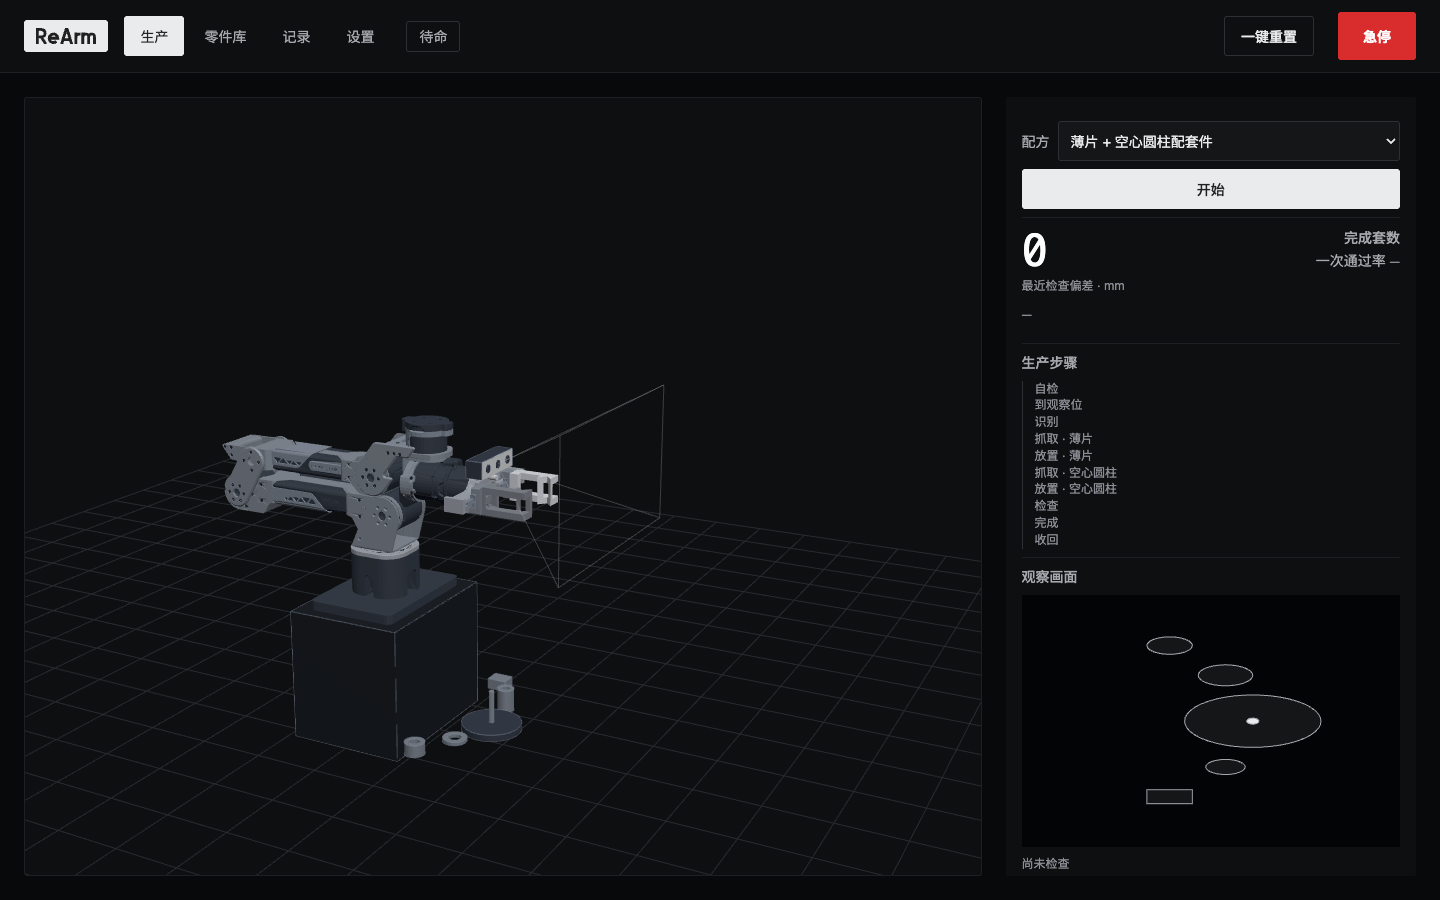 ReArm
生产
零件库
记录
设置
待命
一键重置
急停
配方
薄片 + 空心圆柱配套件
开始
0
完成套数
一次通过率 —
最近检查偏差 · mm
—
生产步骤
自检
到观察位
识别
抓取 · 薄片
放置 · 薄片
抓取 · 空心圆柱
放置 · 空心圆柱
检查
完成
收回
观察画面
尚未检查